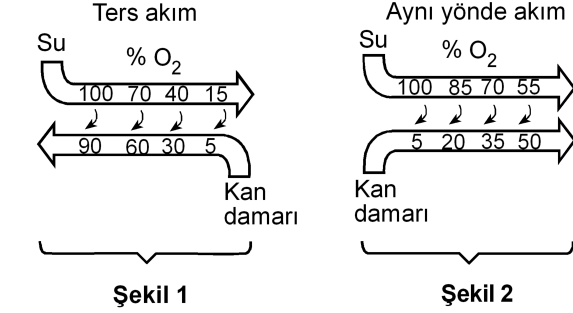 Ters akım
Su
% O2
100 70 40 15
90 60 30 5
Kan
damarı
Şekil 1
Aynı yönde akım
Su
% O2
100 85 70 55
5 20 35 50
Kan
damarı
Şekil 2